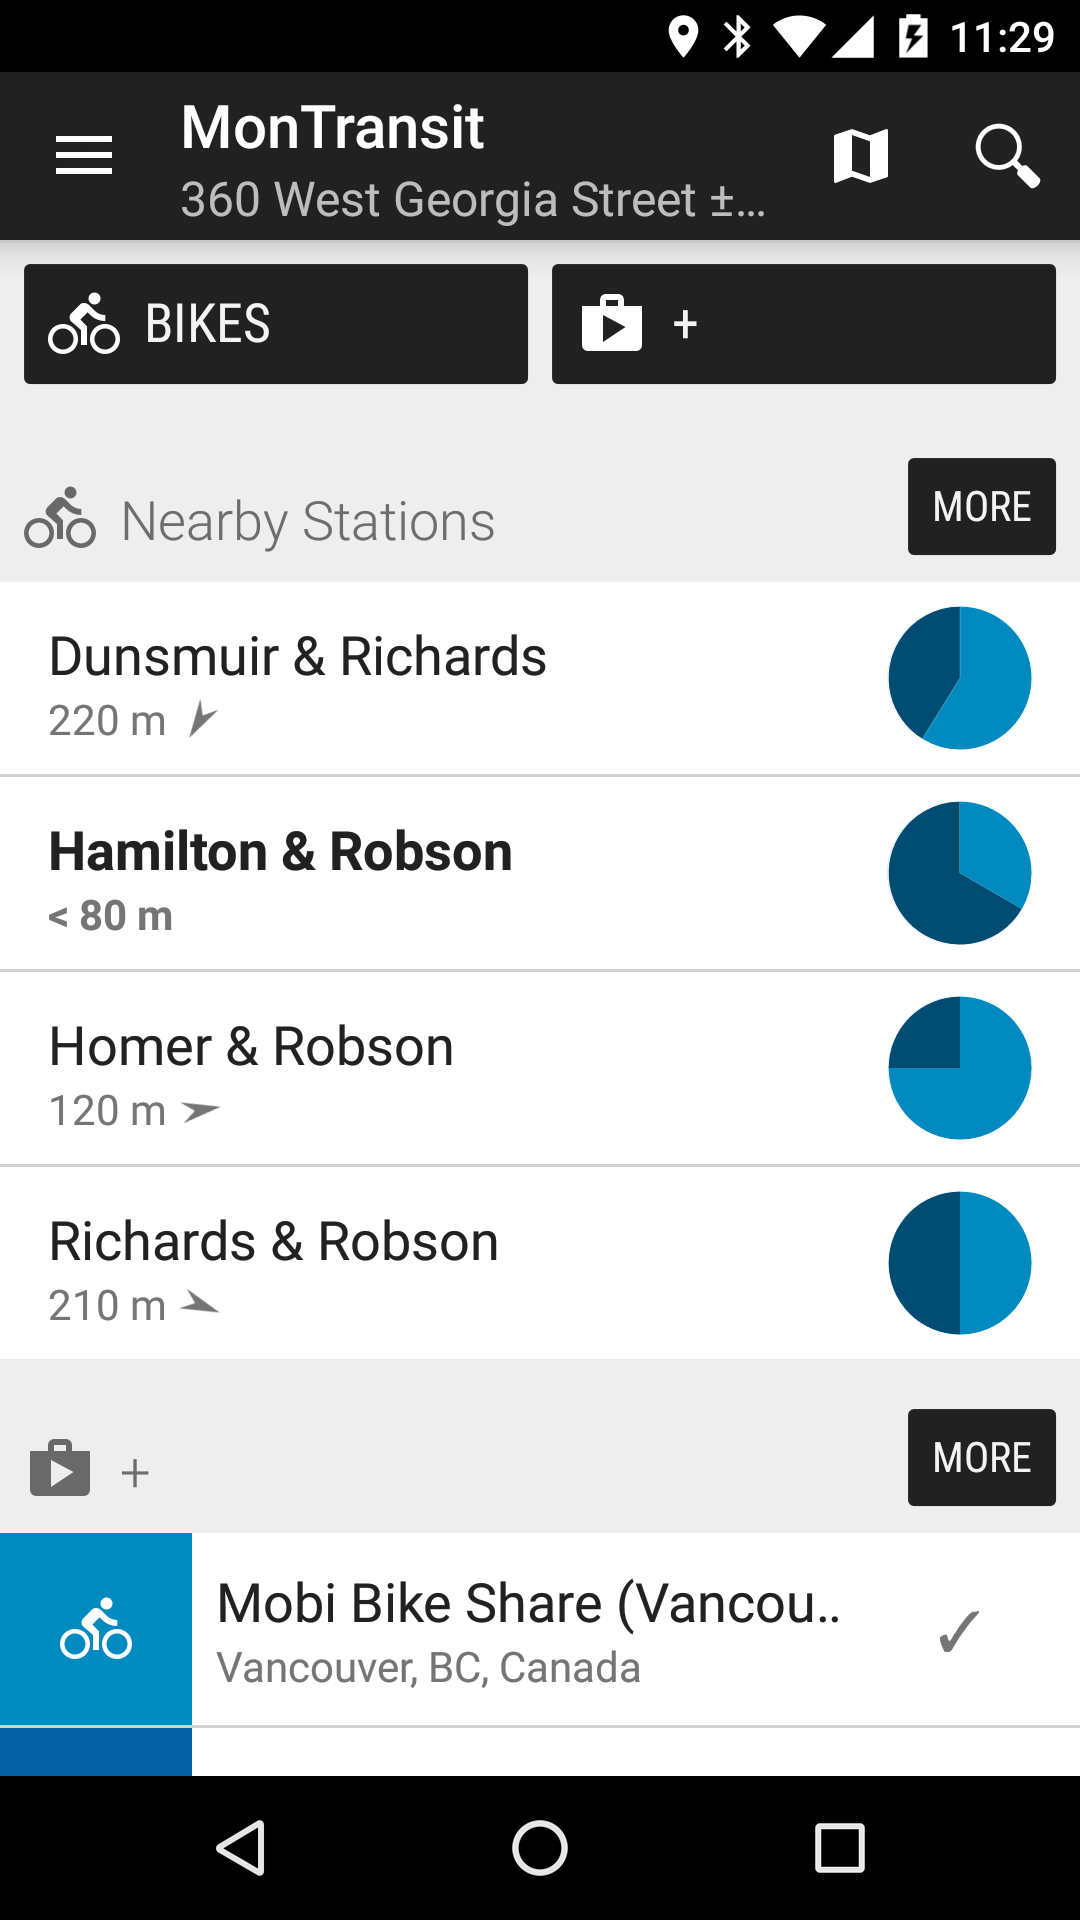 11:29
MonTransit
360 West Georgia Street ±...
BIKES
+
Nearby Stations
MORE
Dunsmuir & Richards
220 m
Hamilton & Robson
< 80 m
Homer & Robson
120 m
Richards & Robson
210 m
+
MORE
Mobi Bike Share (Vancou..
Vancouver, BC, Canada